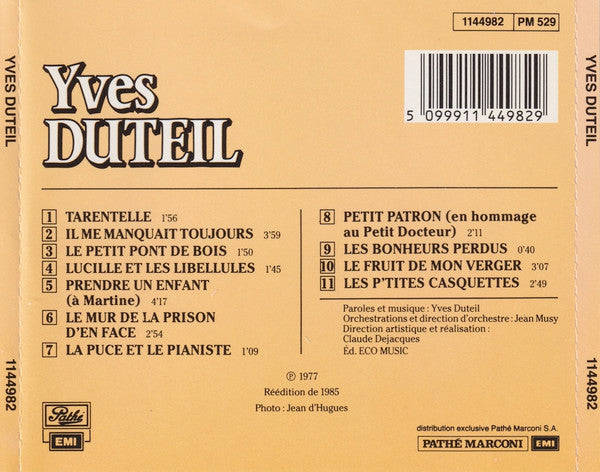 1144982 PM 529
YVES DUTEIL
Yves
DUTEIL
5 099911 449829
YVES DUTEIL
1 TARENTELLE 1'56
2 IL ME MANQUAIT TOUJOURS 3'59
3 LE PETIT PONT DE BOIS 1'50
4 LUCILLE ET LES LIBELLULES 1'45
5 PRENDRE UN ENFANT
(à Martine) 4'17
6 LE MUR DE LA PRISON
D'EN FACE 2'54
7 LA PUCE ET LE PIANISTE 1'09
8 PETIT PATRON (en hommage
au Petit Docteur) 2'11
9 LES BONHEURS PERDUS 0'40
10 LE FRUIT DE MON VERGER 3'07
11 LES P'TITES CASQUETTES 2'49
Paroles et musique : Yves Duteil
Orchestrations et direction d'orchestre : Jean Musy
Direction artistique et réalisation :
Claude Dejacques
Éd. ECO MUSIC
℗ 1977
Réédition de 1985
Photo : Jean d'Hugues
1144982
Pathé
EMI
distribution exclusive Pathé Marconi S.A.
PATHÉ MARCONI EMI
1144982